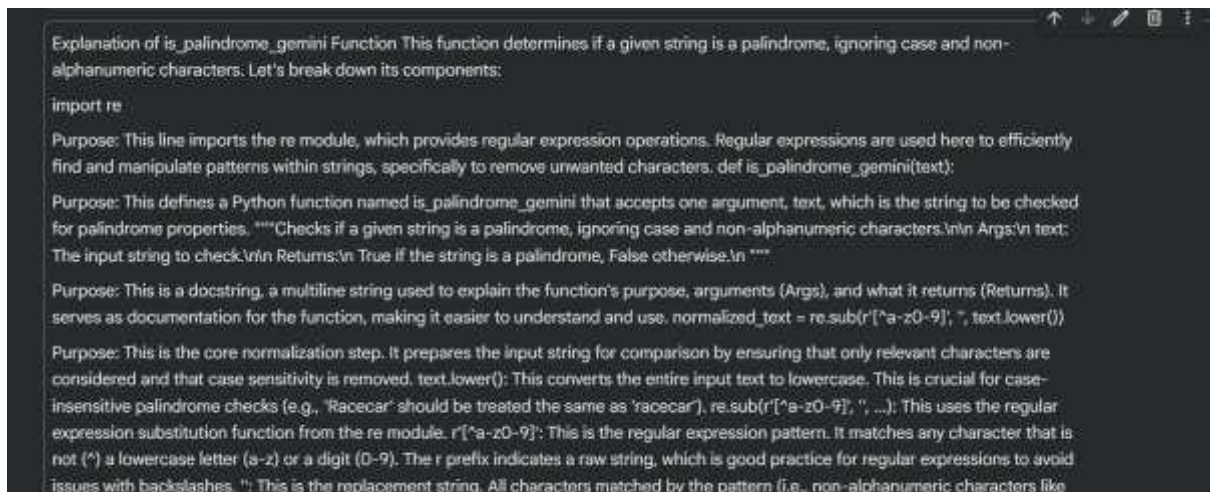 Explanation of is_palindrome_gemini Function This function determines if a given string is a palindrome, ignoring case and non-
alphanumeric characters. Let's break down its components:
import re
Purpose: This line imports the re module, which provides regular expression operations. Regular expressions are used here to efficiently
find and manipulate patterns within strings, specifically to remove unwanted characters. def is_palindrome_gemini(text):
Purpose: This defines a Python function named is_palindrome_gemini that accepts one argument, text, which is the string to be checked
for palindrome properties. """Checks if a given string is a palindrome, ignoring case and non-alphanumeric characters.\n\n Args:\n text:
The input string to check.\n\n Returns:\n True if the string is a palindrome, False otherwise.\n """
Purpose: This is a docstring, a multiline string used to explain the function's purpose, arguments (Args), and what it returns (Returns). It
serves as documentation for the function, making it easier to understand and use. normalized_text = re.sub(r'[^a-z0-9]', '', text.lower())
Purpose: This is the core normalization step. It prepares the input string for comparison by ensuring that only relevant characters are
considered and that case sensitivity is removed. text.lower(): This converts the entire input text to lowercase. This is crucial for case-
insensitive palindrome checks (e.g., 'Racecar' should be treated the same as 'racecar'). re.sub(r'[^a-z0-9]', '', ...): This uses the regular
expression substitution function from the re module. r'[^a-z0-9]': This is the regular expression pattern. It matches any character that is
not (^) a lowercase letter (a-z) or a digit (0-9). The r prefix indicates a raw string, which is good practice for regular expressions to avoid
issues with backslashes. '': This is the replacement string. All characters matched by the pattern (i.e., non-alphanumeric characters like